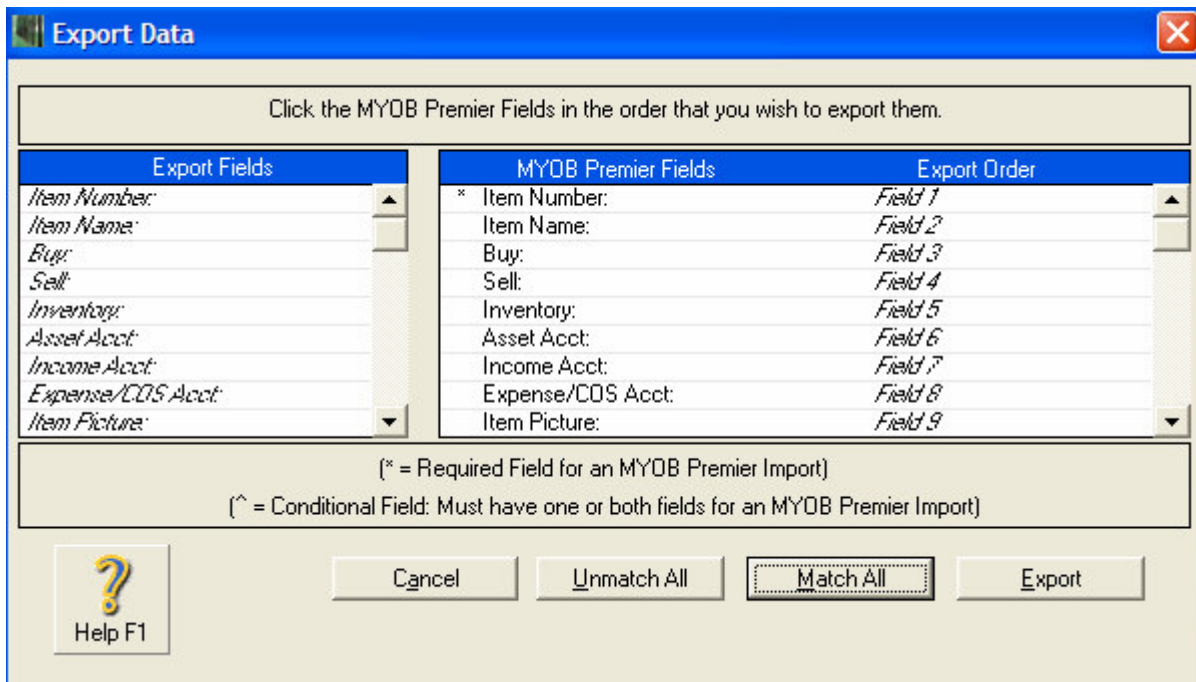 Export Data
Click the MYOB Premier Fields in the order that you wish to export them.
Export Fields
Item Number:
Item Name:
Buy:
Sell:
Inventory:
Asset Acct:
Income Acct:
Expense/COS Acct:
Item Picture:
MYOB Premier Fields Export Order
* Item Number: Field 1
Item Name: Field 2
Buy: Field 3
Sell: Field 4
Inventory: Field 5
Asset Acct: Field 6
Income Acct: Field 7
Expense/COS Acct: Field 8
Item Picture: Field 9
(* = Required Field for an MYOB Premier Import)
(^ = Conditional Field: Must have one or both fields for an MYOB Premier Import)
Help F1
Cancel
Unmatch All
Match All
Export